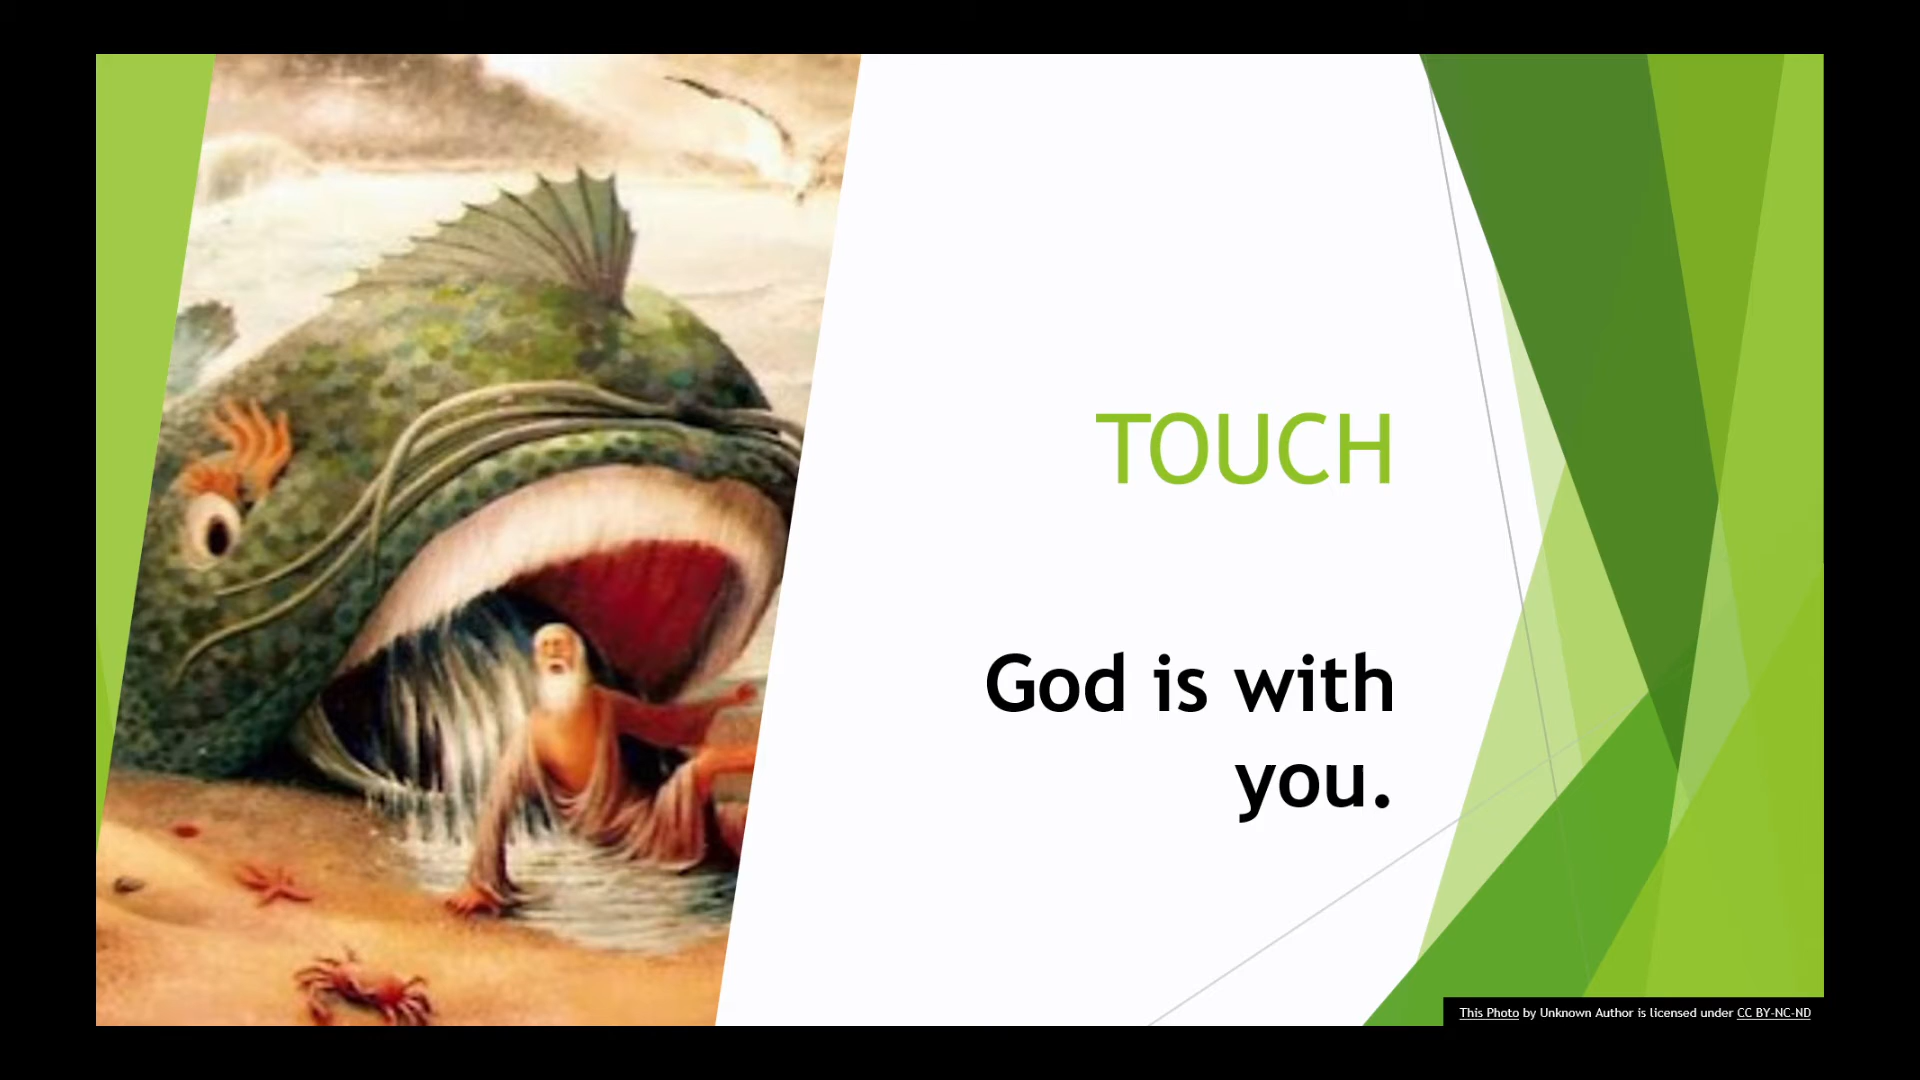 TOUCH
God is with
you.
This Photo by Unknown Author is licensed under CC BY-NC-ND